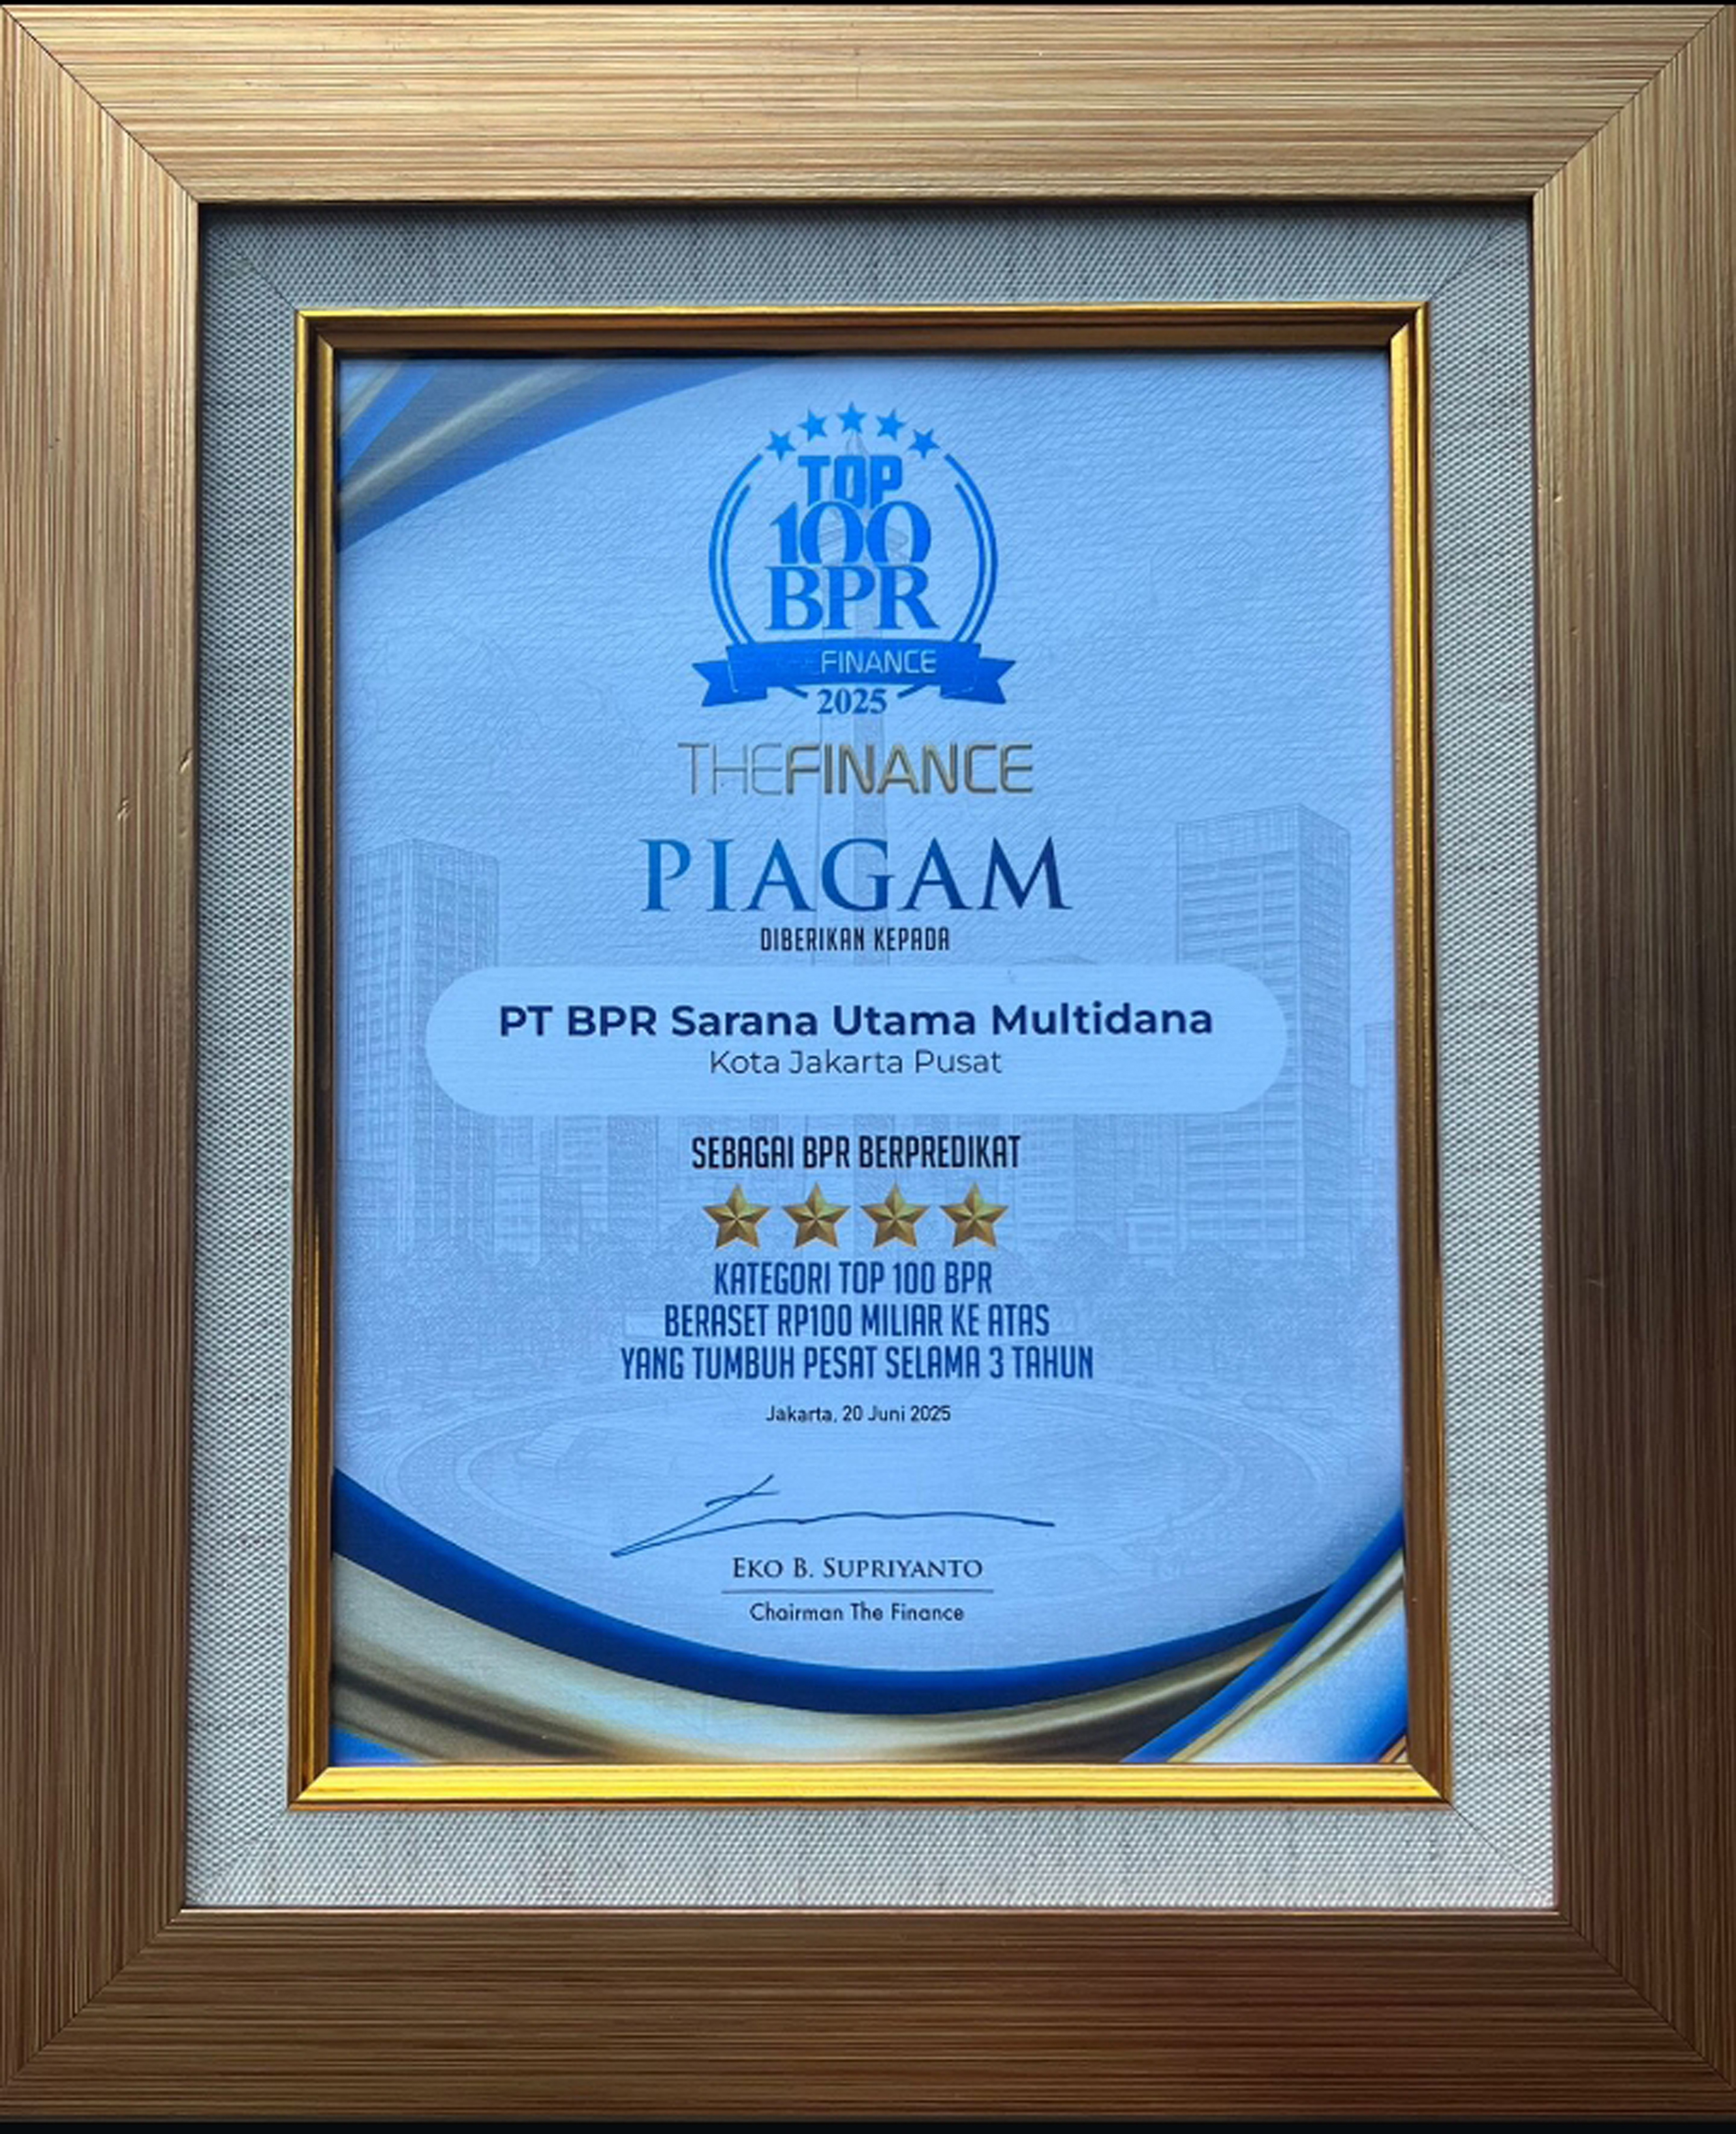 TOP
100
BPR
THE FINANCE
2025
THEFINANCE
PIAGAM
DIBERIKAN KEPADA
PT BPR Sarana Utama Multidana
Kota Jakarta Pusat
SEBAGAI BPR BERPREDIKAT
KATEGORI TOP 100 BPR
BERASET RP100 MILIAR KE ATAS
YANG TUMBUH PESAT SELAMA 3 TAHUN
Jakarta, 20 Juni 2025
EKO B. SUPRIYANTO
Chairman The Finance